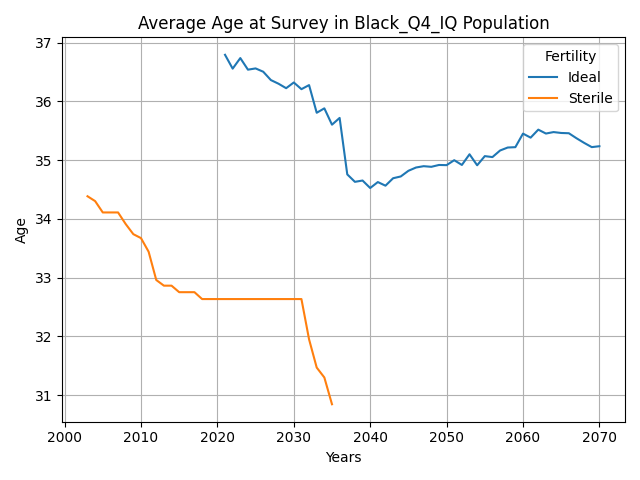 Average Age at Survey in Black_Q4_IQ Population
Fertility
Ideal
Sterile
Age
37
36
35
34
33
32
31
2000 2010 2020 2030 2040 2050 2060 2070
Years